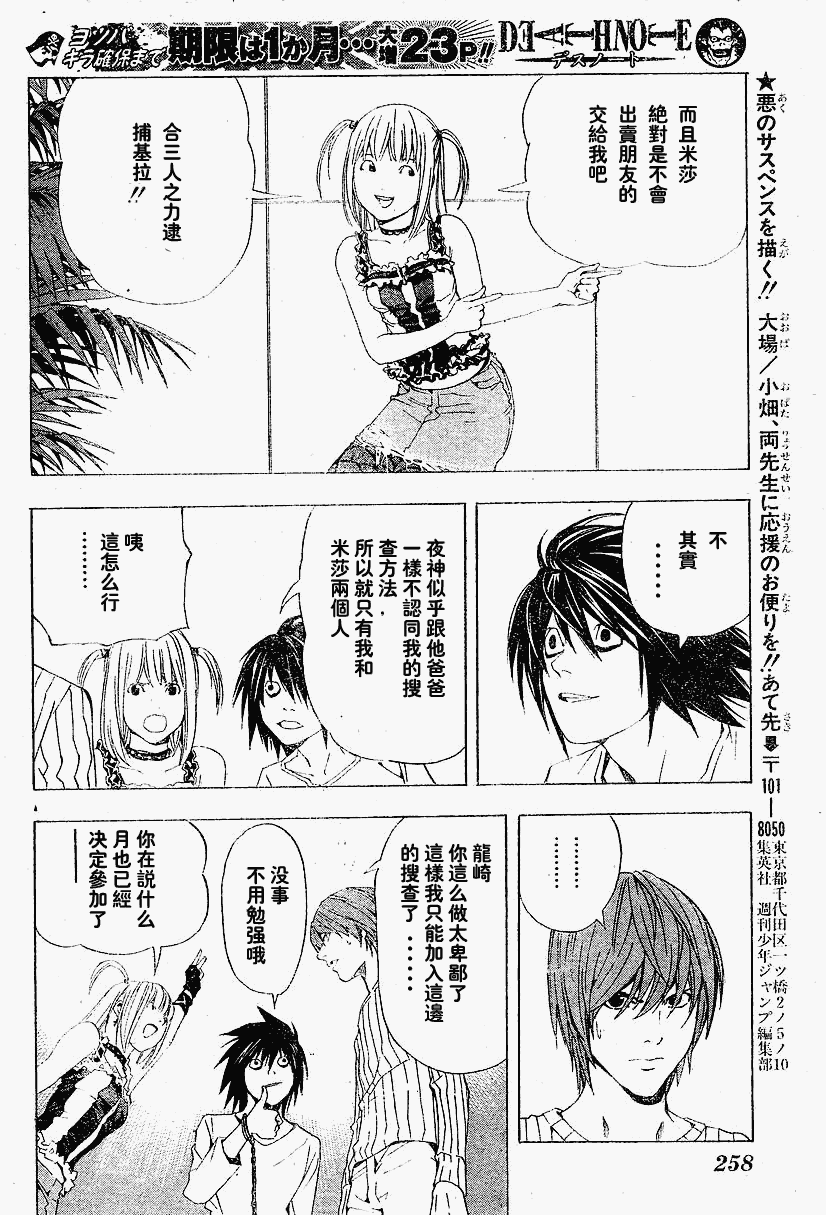 ヨツバ
キラ確保まで
期限は1か月…大増23P!!
DEATH NOTE
デスノート
★悪のサスペンスを描く!! 大場／小畑、両先生に応援のお便りを!!あて先 〒101-8050東京都千代田区一ツ橋2ノ5ノ10
集英社 週刊少年ジャンプ編集部
而且米莎
絕對是不會
出賣朋友的
交給我吧
合三人之力逮
捕基拉!!
不
其實
……
夜神似乎跟他爸爸
一樣不認同我的搜
查方法．
所以就只有我和
米莎兩個人
咦
這怎么行
………
……
……
龍崎
你這么做太卑鄙了
這樣我只能加入這邊
的搜查了……
没事
不用勉强哦
你在説什么
月也已經
决定參加了
——
258